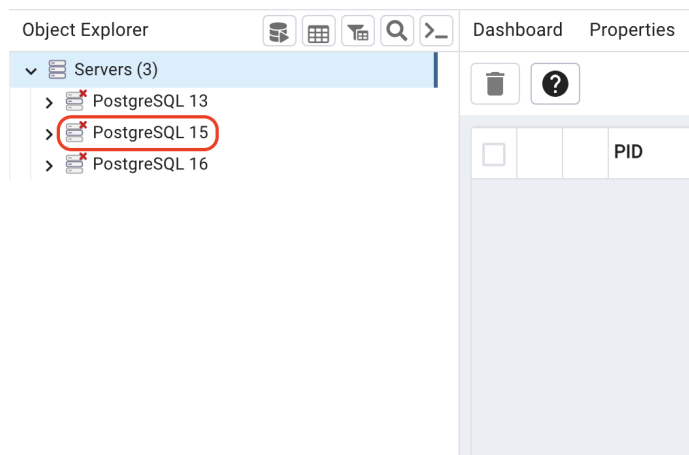 Object Explorer
Dashboard Properties
Servers (3)
PostgreSQL 13
PostgreSQL 15
PostgreSQL 16
PID